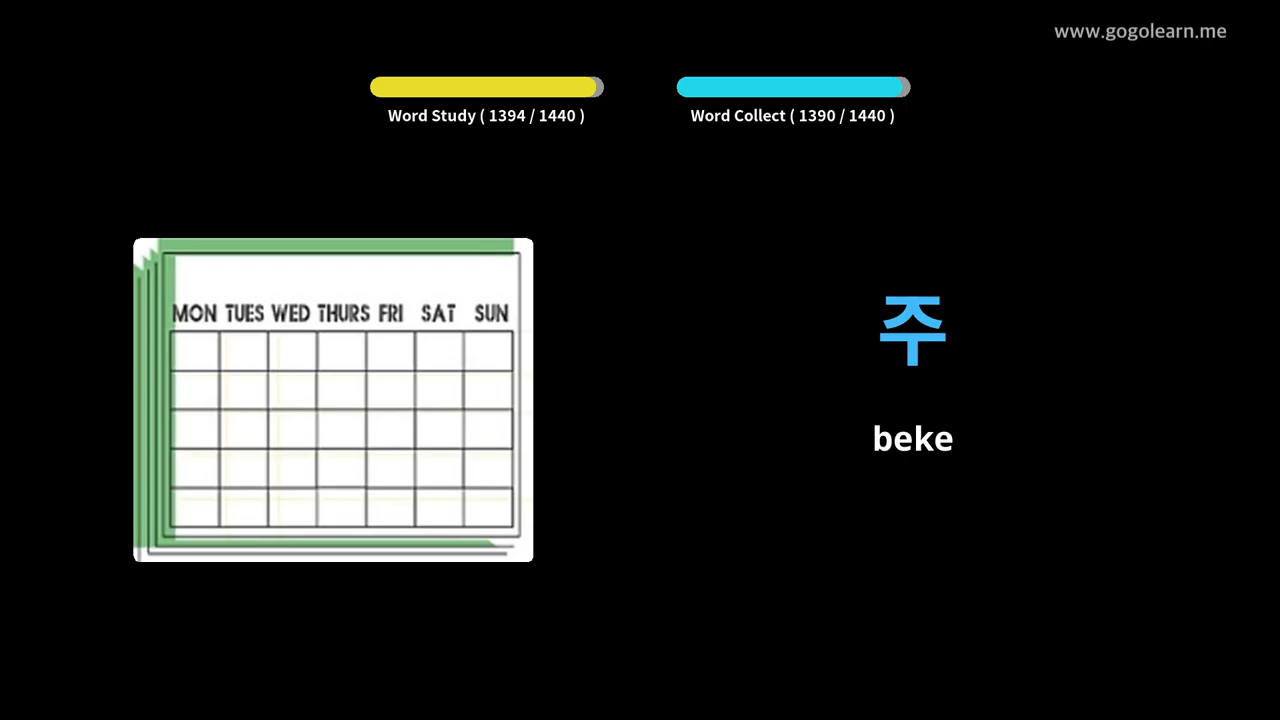 www.gogolearn.me
Word Study ( 1394 / 1440 )
Word Collect ( 1390 / 1440 )
MON TUES WED THURS FRI SAT SUN
주
beke